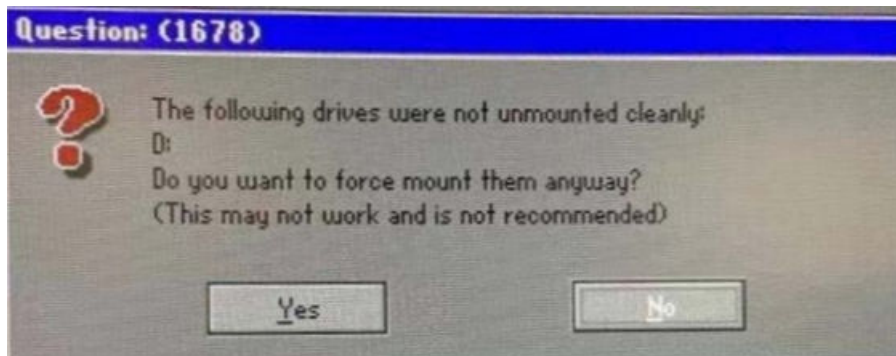 Question: (1678)
The following drives were not unmounted cleanly:
D:
Do you want to force mount them anyway?
(This may not work and is not recommended)
Yes
No